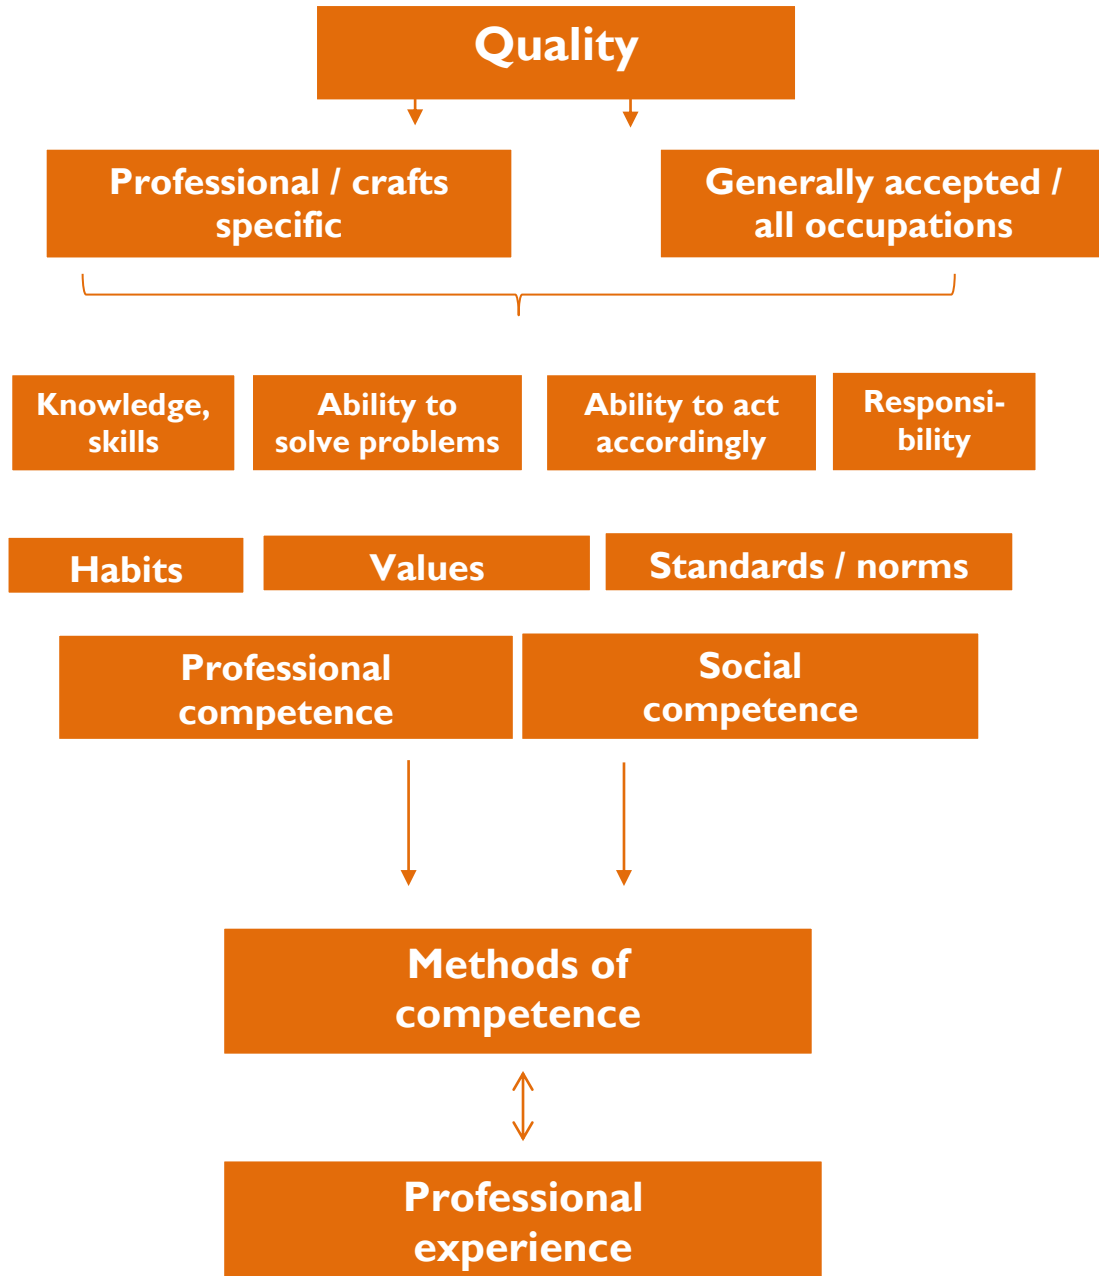 Quality
Professional / crafts
specific
Generally accepted /
all occupations
Knowledge,
skills
Ability to
solve problems
Ability to act
accordingly
Responsi-
bility
Habits
Values
Standards / norms
Professional
competence
Social
competence
Methods of
competence
Professional
experience